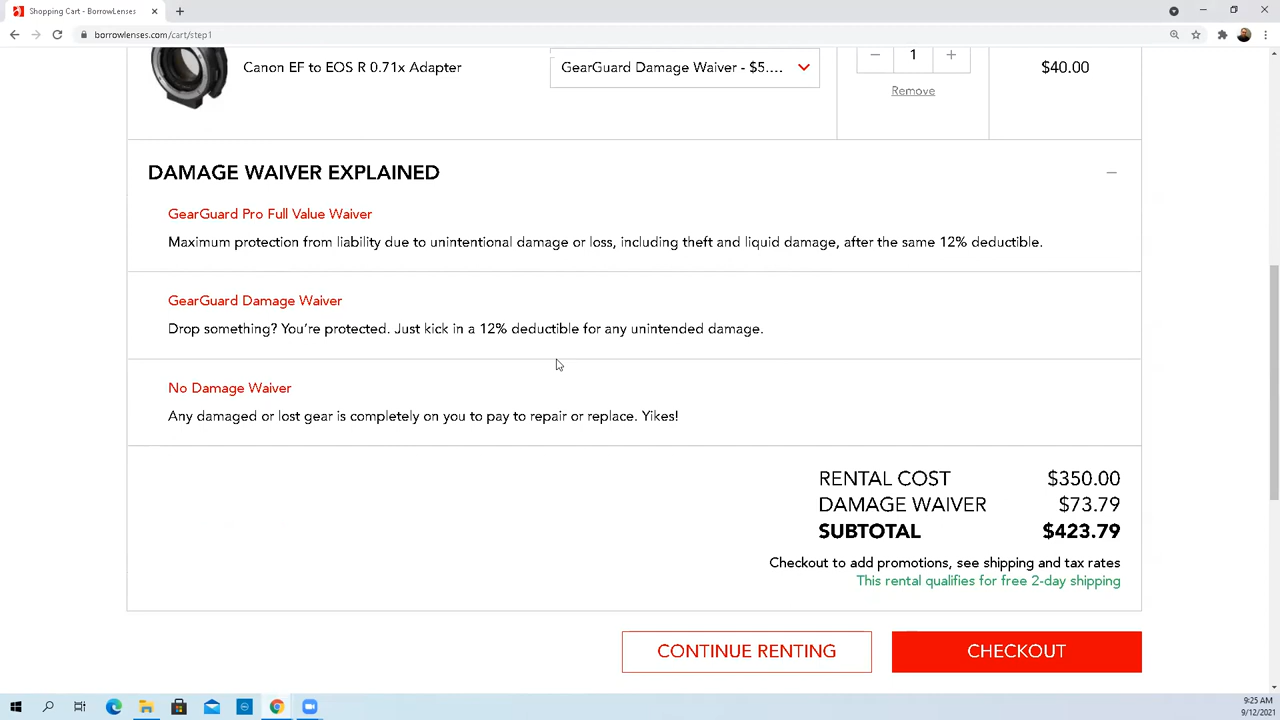 Shopping Cart - BorrowLenses
borrowlenses.com/cart/step1
Canon EF to EOS R 0.71x Adapter
GearGuard Damage Waiver - $5....
1
$40.00
Remove
DAMAGE WAIVER EXPLAINED
GearGuard Pro Full Value Waiver
Maximum protection from liability due to unintentional damage or loss, including theft and liquid damage, after the same 12% deductible.
GearGuard Damage Waiver
Drop something? You're protected. Just kick in a 12% deductible for any unintended damage.
No Damage Waiver
Any damaged or lost gear is completely on you to pay to repair or replace. Yikes!
RENTAL COST $350.00
DAMAGE WAIVER $73.79
SUBTOTAL $423.79
Checkout to add promotions, see shipping and tax rates
This rental qualifies for free 2-day shipping
CONTINUE RENTING
CHECKOUT
9:25 AM
9/12/2021